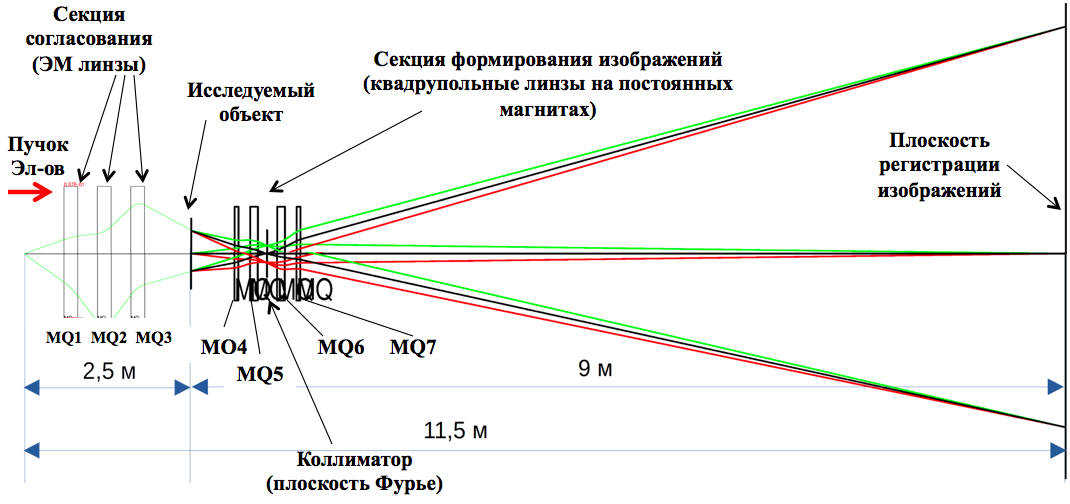 Секция
согласования
(ЭМ линзы)
Исследуемый
объект
Секция формирования изображений
(квадрупольные линзы на постоянных
магнитах)
Плоскость
регистрации
изображений
Пучок
Эл-ов
MQ1 MQ2 MQ3
MO4
MQ5
MQ6
MQ7
2,5 м
9 м
11,5 м
Коллиматор
(плоскость Фурье)